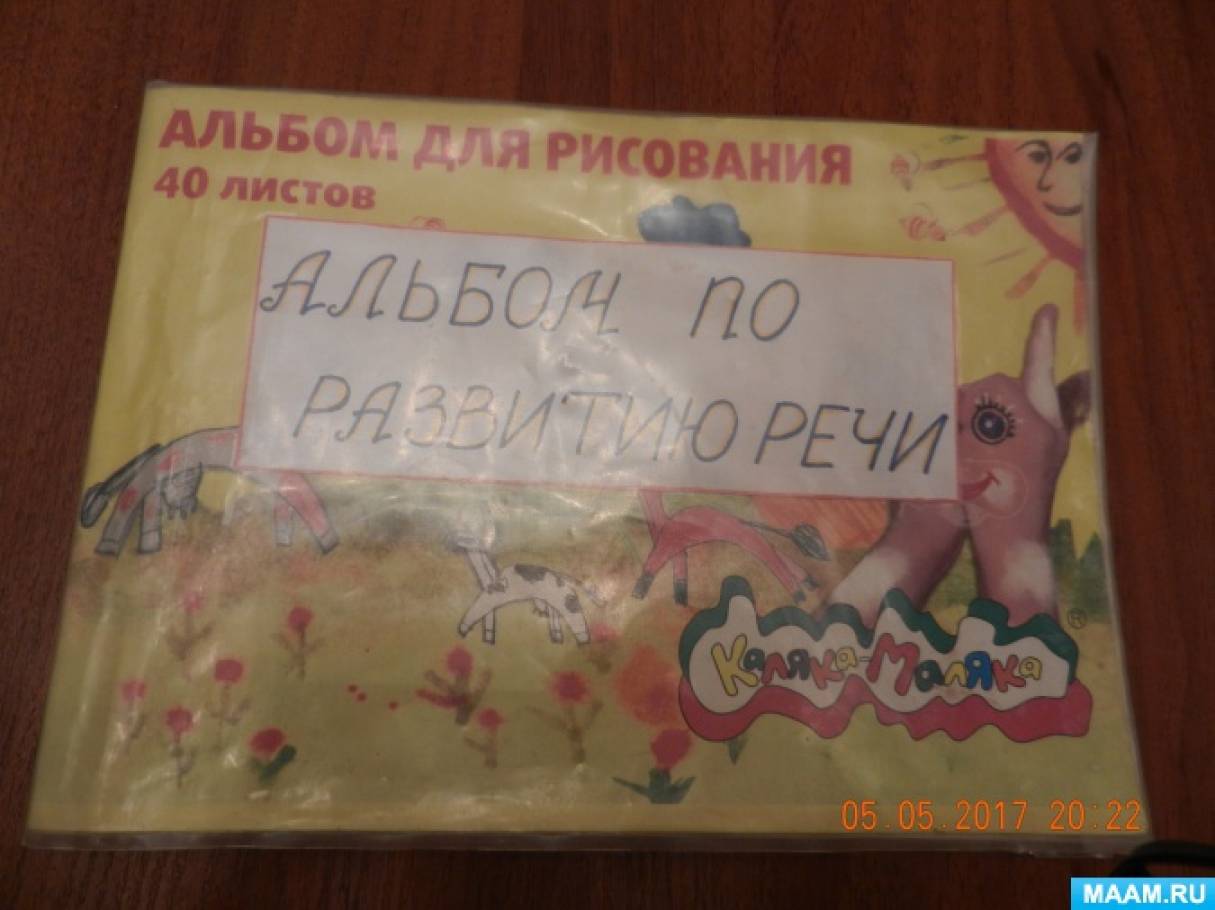 АЛЬБОМ ДЛЯ РИСОВАНИЯ
40 ЛИСТОВ
АЛЬБОМ ПО
РАЗВИТИЮ РЕЧИ
Каляка-Маляка
®
05.05.2017 20:22
MAAM.RU